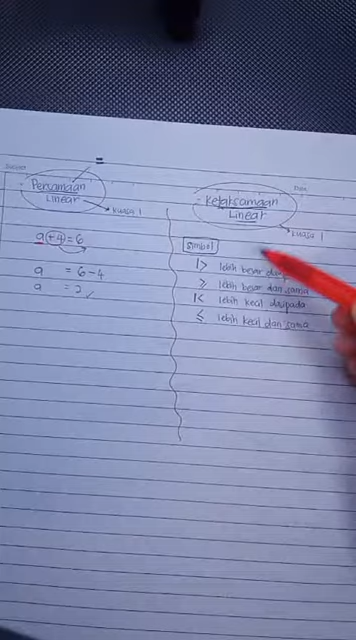 =
- Persamaan
Linear
kuasa 1
a + 4 = 6
a = 6 - 4
a = 2 ✓
- Ketaksamaan
Linear
kuasa 1
simbol
> lebih besar
≥ lebih besar dan sama
< lebih kecil daripada
≤ lebih kecil dan sama